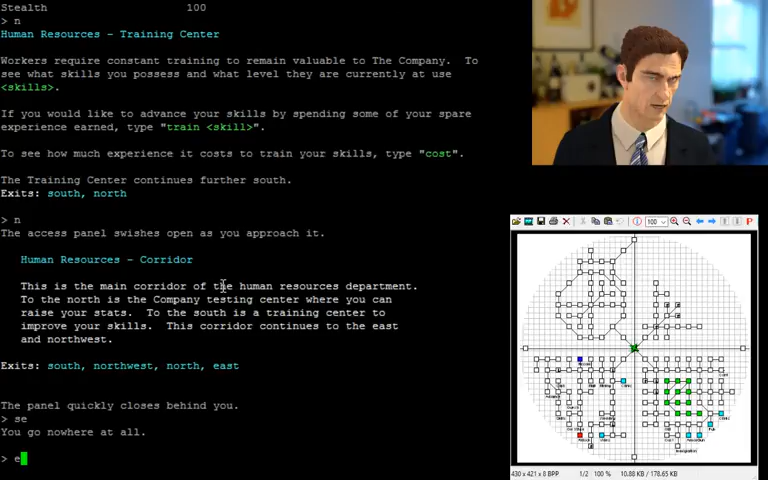 Stealth 100
> n
Human Resources - Training Center
Workers require constant training to remain valuable to The Company. To
see what skills you possess and what level they are currently at use
<skills>.
If you would like to advance your skills by spending some of your spare
experience earned, type "train <skill>".
To see how much experience it costs to train your skills, type "cost".
The Training Center continues further south.
Exits: south, north
> n
The access panel swishes open as you approach it.
Human Resources - Corridor
This is the main corridor of the human resources department.
To the north is the Company testing center where you can
raise your stats. To the south is a training center to
improve your skills. This corridor continues to the east
and northwest.
Exits: south, northwest, north, east
The panel quickly closes behind you.
> se
You go nowhere at all.
> e
100
430 x 421 x 8 BPP 1/2 100 % 10.88 KB / 178.65 KB